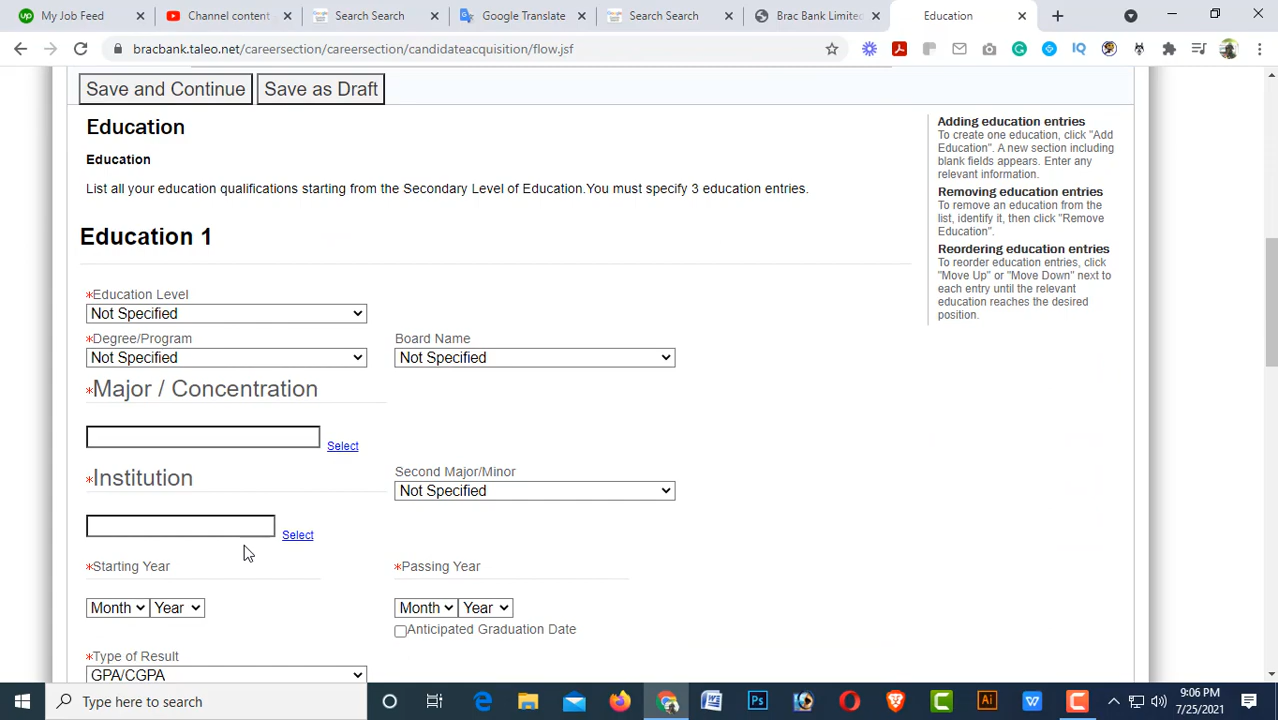 My Job Feed
Channel content
Search Search
Google Translate
Search Search
Brac Bank Limited
Education
bracbank.taleo.net/careersection/careersection/candidateacquisition/flow.jsf
Save and Continue
Save as Draft
Education
Education
List all your education qualifications starting from the Secondary Level of Education.You must specify 3 education entries.
Education 1
*Education Level
Not Specified
*Degree/Program
Board Name
Not Specified
Not Specified
*Major / Concentration
Select
*Institution
Second Major/Minor
Not Specified
Select
*Starting Year
*Passing Year
Month Year
Month Year
Anticipated Graduation Date
*Type of Result
GPA/CGPA
Adding education entries
To create one education, click "Add
Education". A new section including
blank fields appears. Enter any
relevant information.
Removing education entries
To remove an education from the
list, identify it, then click "Remove
Education".
Reordering education entries
To reorder education entries, click
"Move Up" or "Move Down" next to
each entry until the relevant
education reaches the desired
position.
Type here to search
9:06 PM
7/25/2021